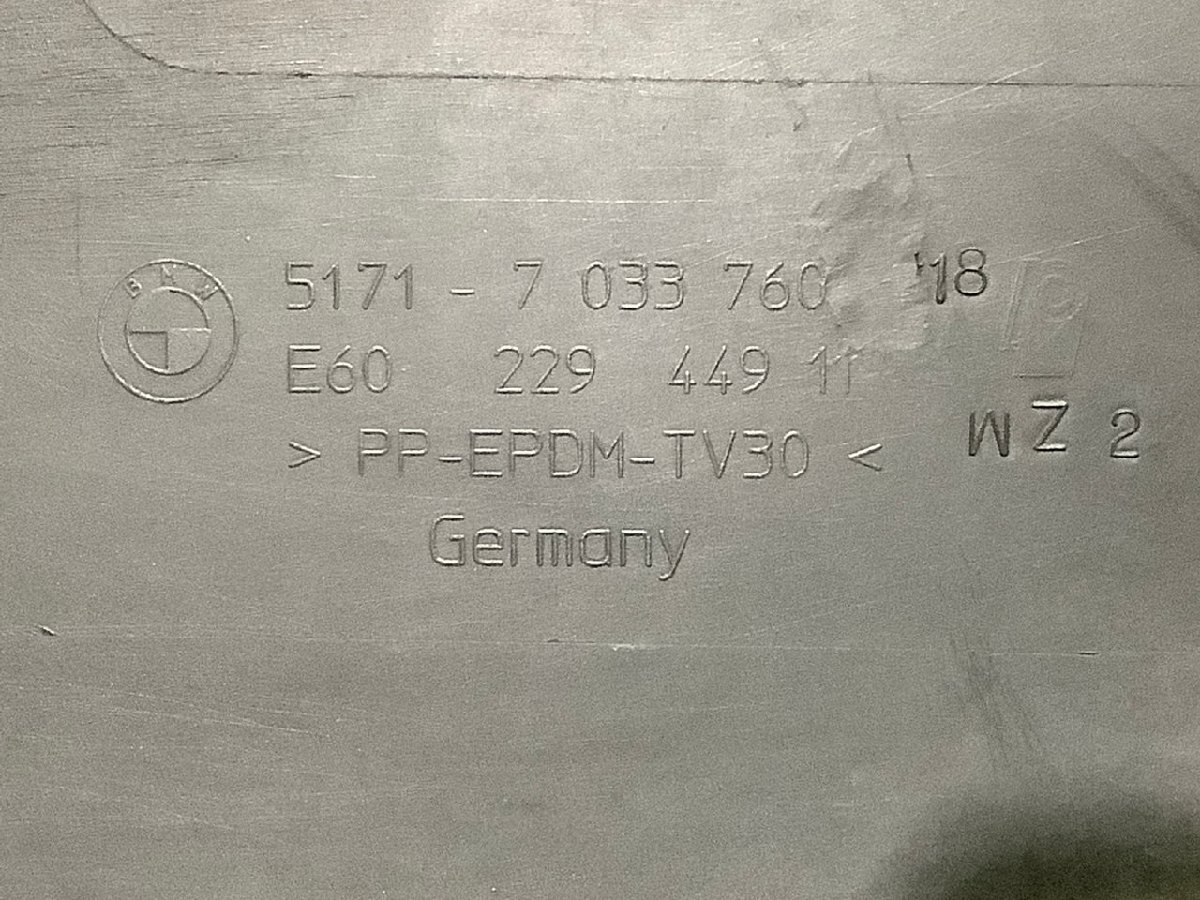 BMW
5171 - 7 033 760 '18
E60 229 449 11
> PP-EPDM-TV30 <
WZ 2
Germany